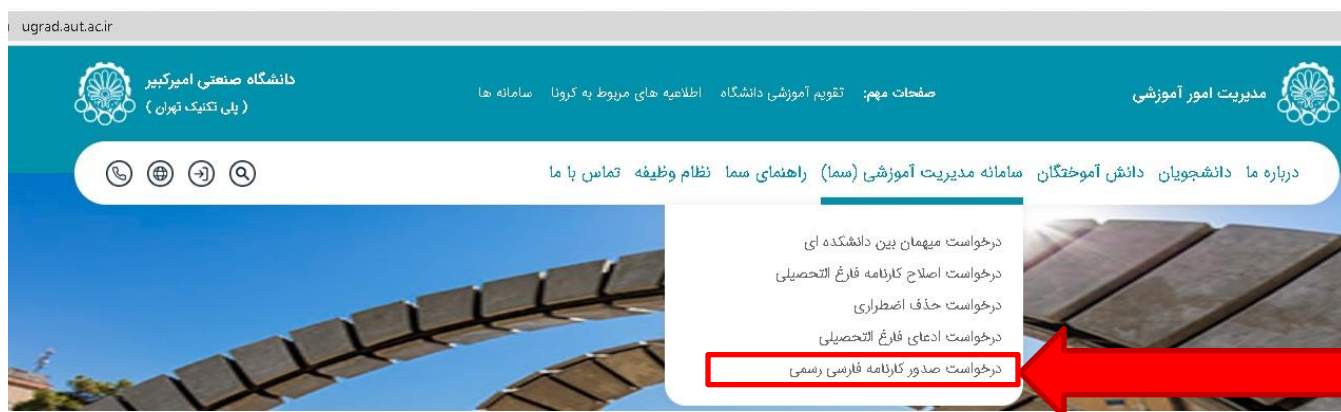 ugrad.aut.ac.ir
مدیریت امور آموزشی
صفحات مهم: تقویم آموزشی دانشگاه اطلاعیه های مربوط به کرونا سامانه ها
دانشگاه صنعتی امیرکبیر
( پلی تکنیک تهران )
درباره ما دانشجویان دانش آموختگان سامانه مدیریت آموزشی (سما) راهنمای سما نظام وظیفه تماس با ما
درخواست میهمان بین دانشکده ای
درخواست اصلاح کارنامه فارغ التحصیلی
درخواست حذف اضطراری
درخواست ادعای فارغ التحصیلی
درخواست صدور کارنامه فارسی رسمی